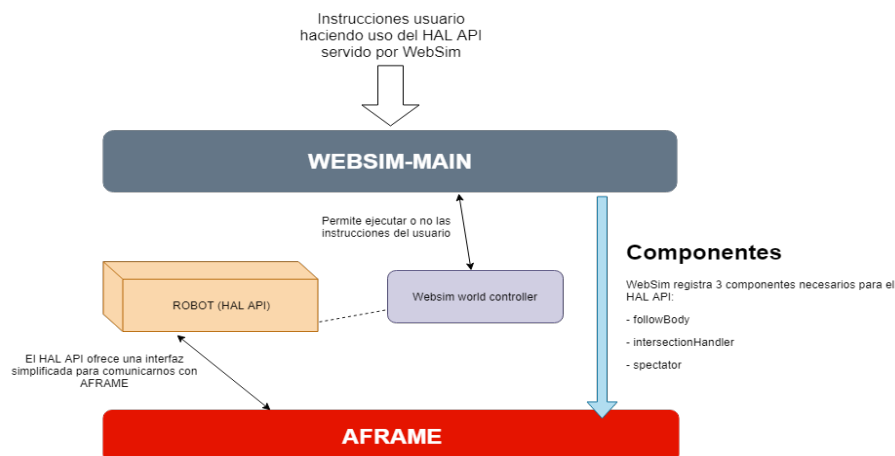 Instrucciones usuario
haciendo uso del HAL API
servido por WebSim
WEBSIM-MAIN
Permite ejecutar o no las
instrucciones del usuario
Componentes
WebSim registra 3 componentes necesarios para el
HAL API:
- followBody
- intersectionHandler
- spectator
ROBOT (HAL API)
Websim world controller
El HAL API ofrece una interfaz
simplificada para comunicarnos con
AFRAME
AFRAME